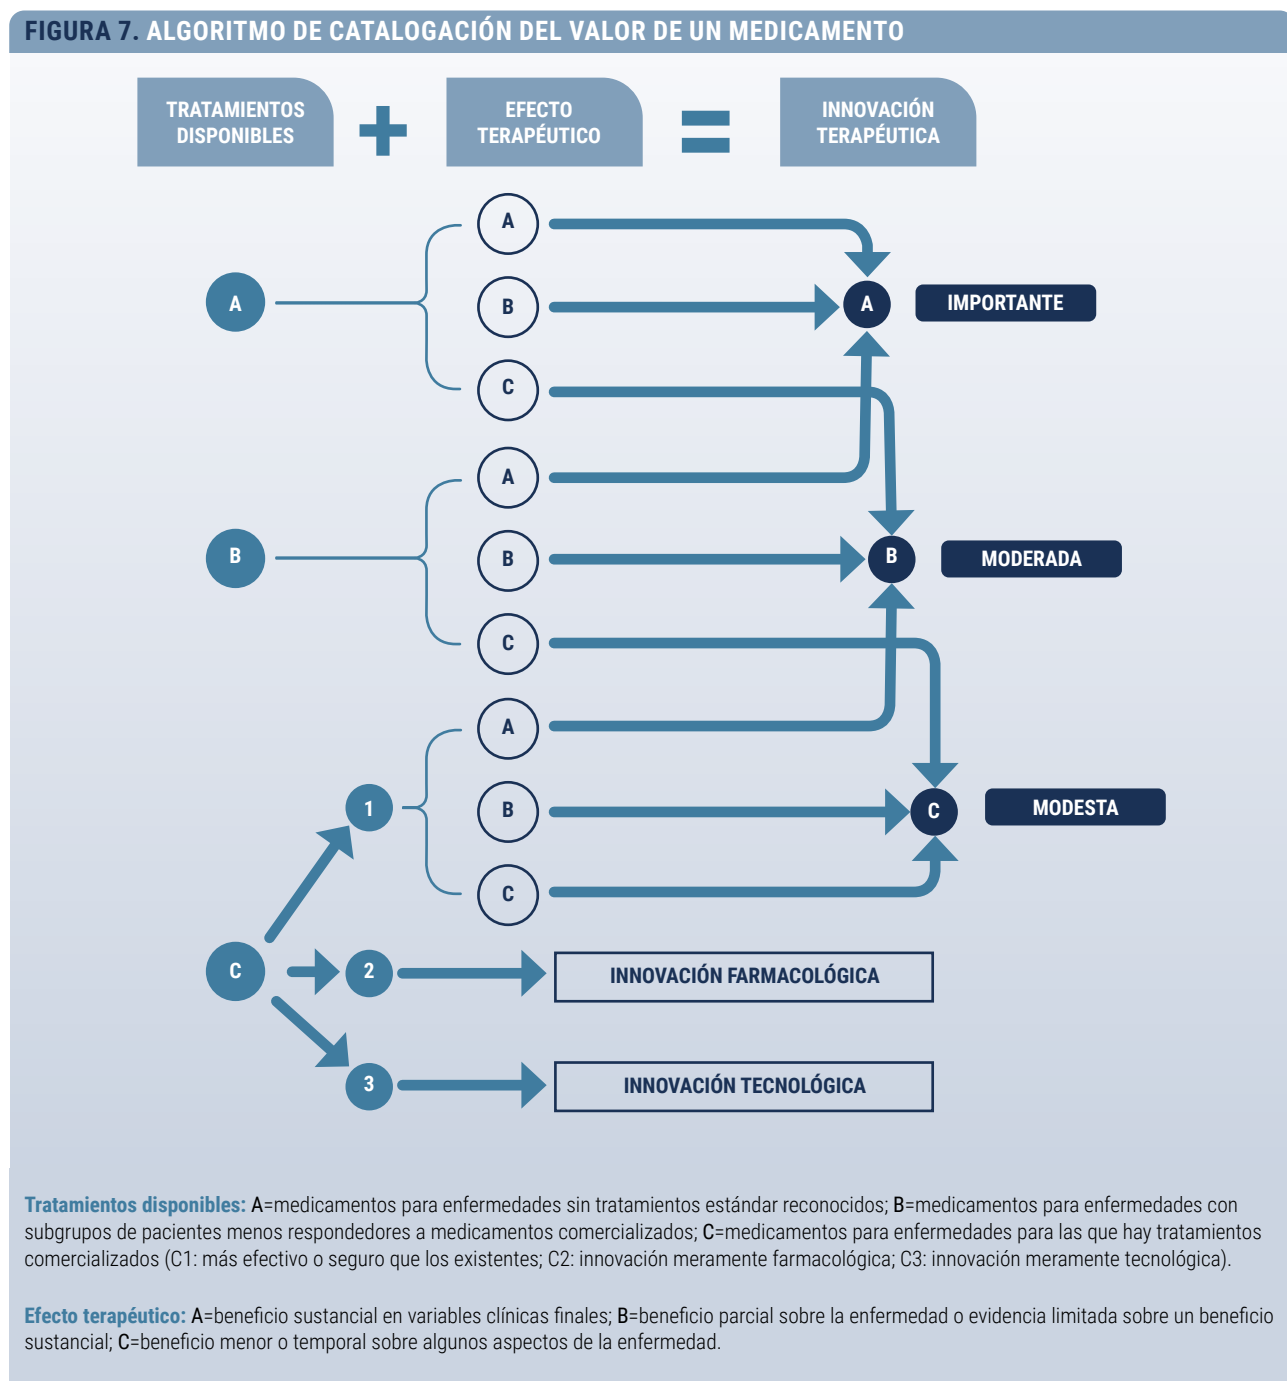 FIGURA 7. ALGORITMO DE CATALOGACIÓN DEL VALOR DE UN MEDICAMENTO
TRATAMIENTOS
DISPONIBLES
+
EFECTO
TERAPÉUTICO
=
INNOVACIÓN
TERAPÉUTICA
A
A
B
C
A
IMPORTANTE
B
A
B
C
B
MODERADA
C
1
A
B
C
C
MODESTA
2
INNOVACIÓN FARMACOLÓGICA
3
INNOVACIÓN TECNOLÓGICA
Tratamientos disponibles: A=medicamentos para enfermedades sin tratamientos estándar reconocidos; B=medicamentos para enfermedades con
subgrupos de pacientes menos respondedores a medicamentos comercializados; C=medicamentos para enfermedades para las que hay tratamientos
comercializados (C1: más efectivo o seguro que los existentes; C2: innovación meramente farmacológica; C3: innovación meramente tecnológica).
Efecto terapéutico: A=beneficio sustancial en variables clínicas finales; B=beneficio parcial sobre la enfermedad o evidencia limitada sobre un beneficio
sustancial; C=beneficio menor o temporal sobre algunos aspectos de la enfermedad.